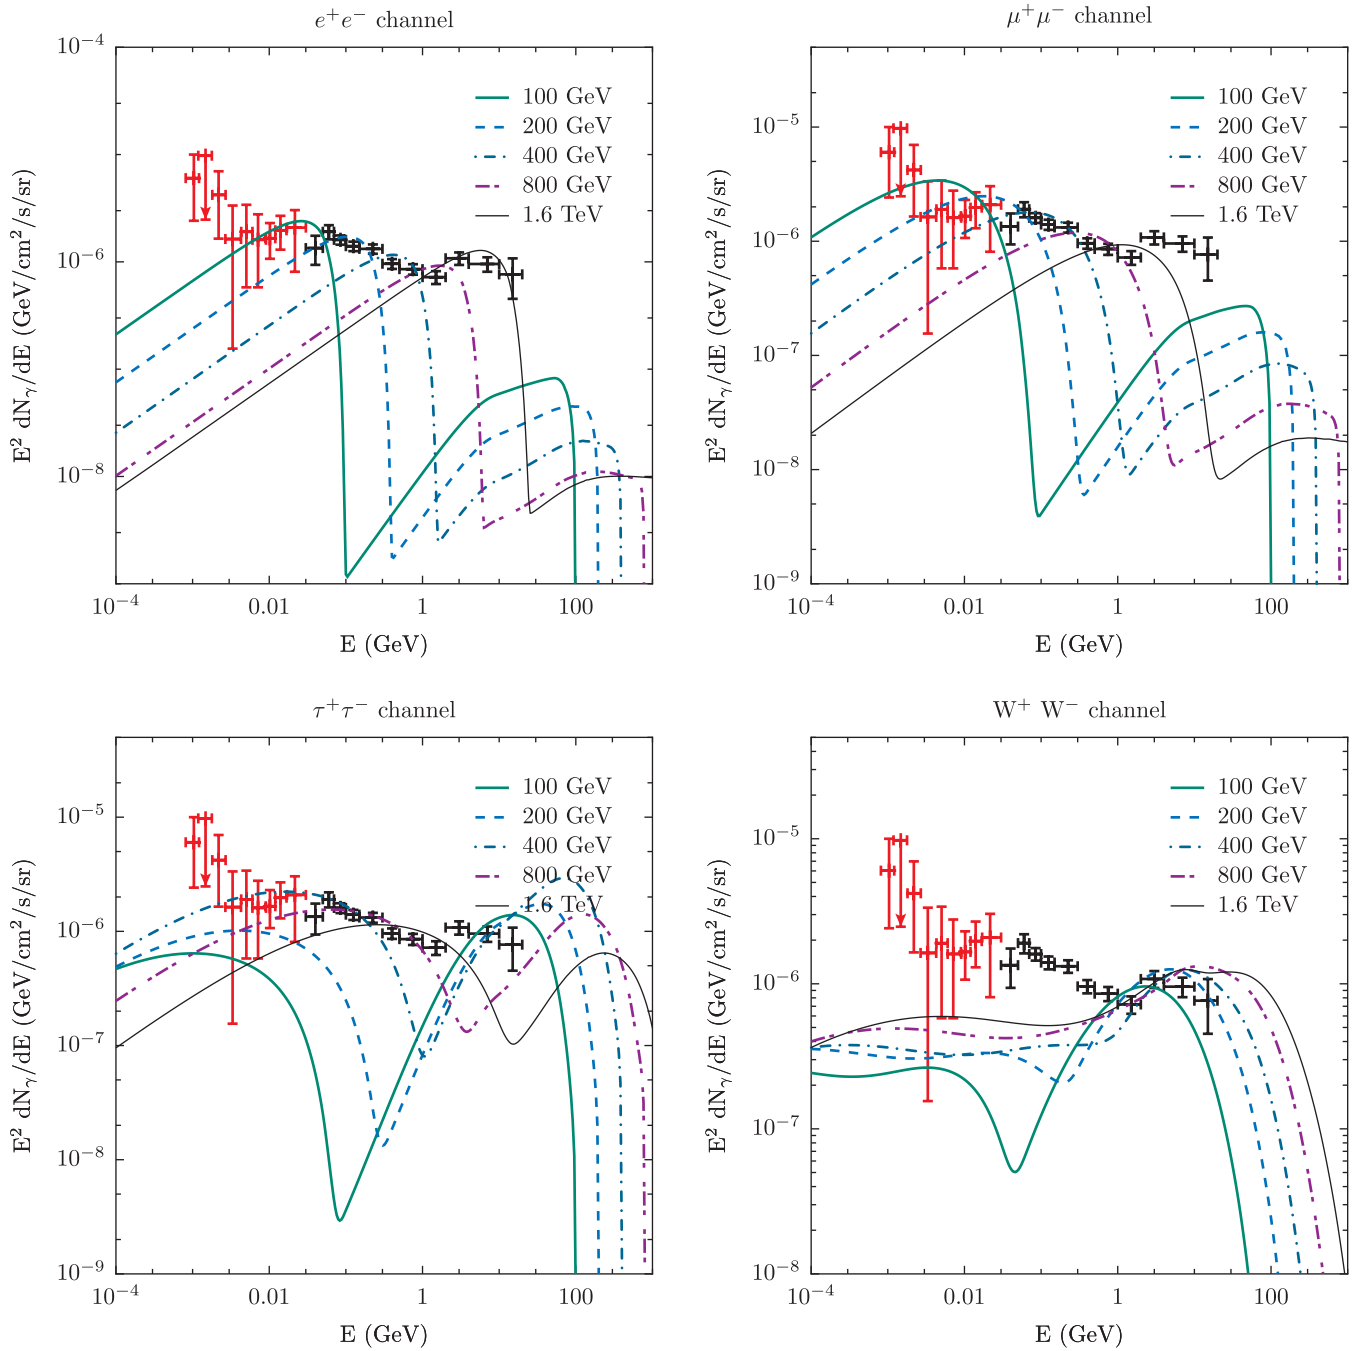 e⁺e⁻ channel
E² dNγ/dE (GeV/cm²/s/sr)
10⁻⁴
10⁻⁶
10⁻⁸
100 GeV
200 GeV
400 GeV
800 GeV
1.6 TeV
10⁻⁴ 0.01 1 100
E (GeV)
μ⁺μ⁻ channel
E² dNγ/dE (GeV/cm²/s/sr)
10⁻⁵
10⁻⁶
10⁻⁷
10⁻⁸
10⁻⁹
100 GeV
200 GeV
400 GeV
800 GeV
1.6 TeV
10⁻⁴ 0.01 1 100
E (GeV)
τ⁺τ⁻ channel
E² dNγ/dE (GeV/cm²/s/sr)
10⁻⁵
10⁻⁶
10⁻⁷
10⁻⁸
10⁻⁹
100 GeV
200 GeV
400 GeV
800 GeV
1.6 TeV
10⁻⁴ 0.01 1 100
E (GeV)
W⁺ W⁻ channel
E² dNγ/dE (GeV/cm²/s/sr)
10⁻⁵
10⁻⁶
10⁻⁷
10⁻⁸
100 GeV
200 GeV
400 GeV
800 GeV
1.6 TeV
10⁻⁴ 0.01 1 100
E (GeV)